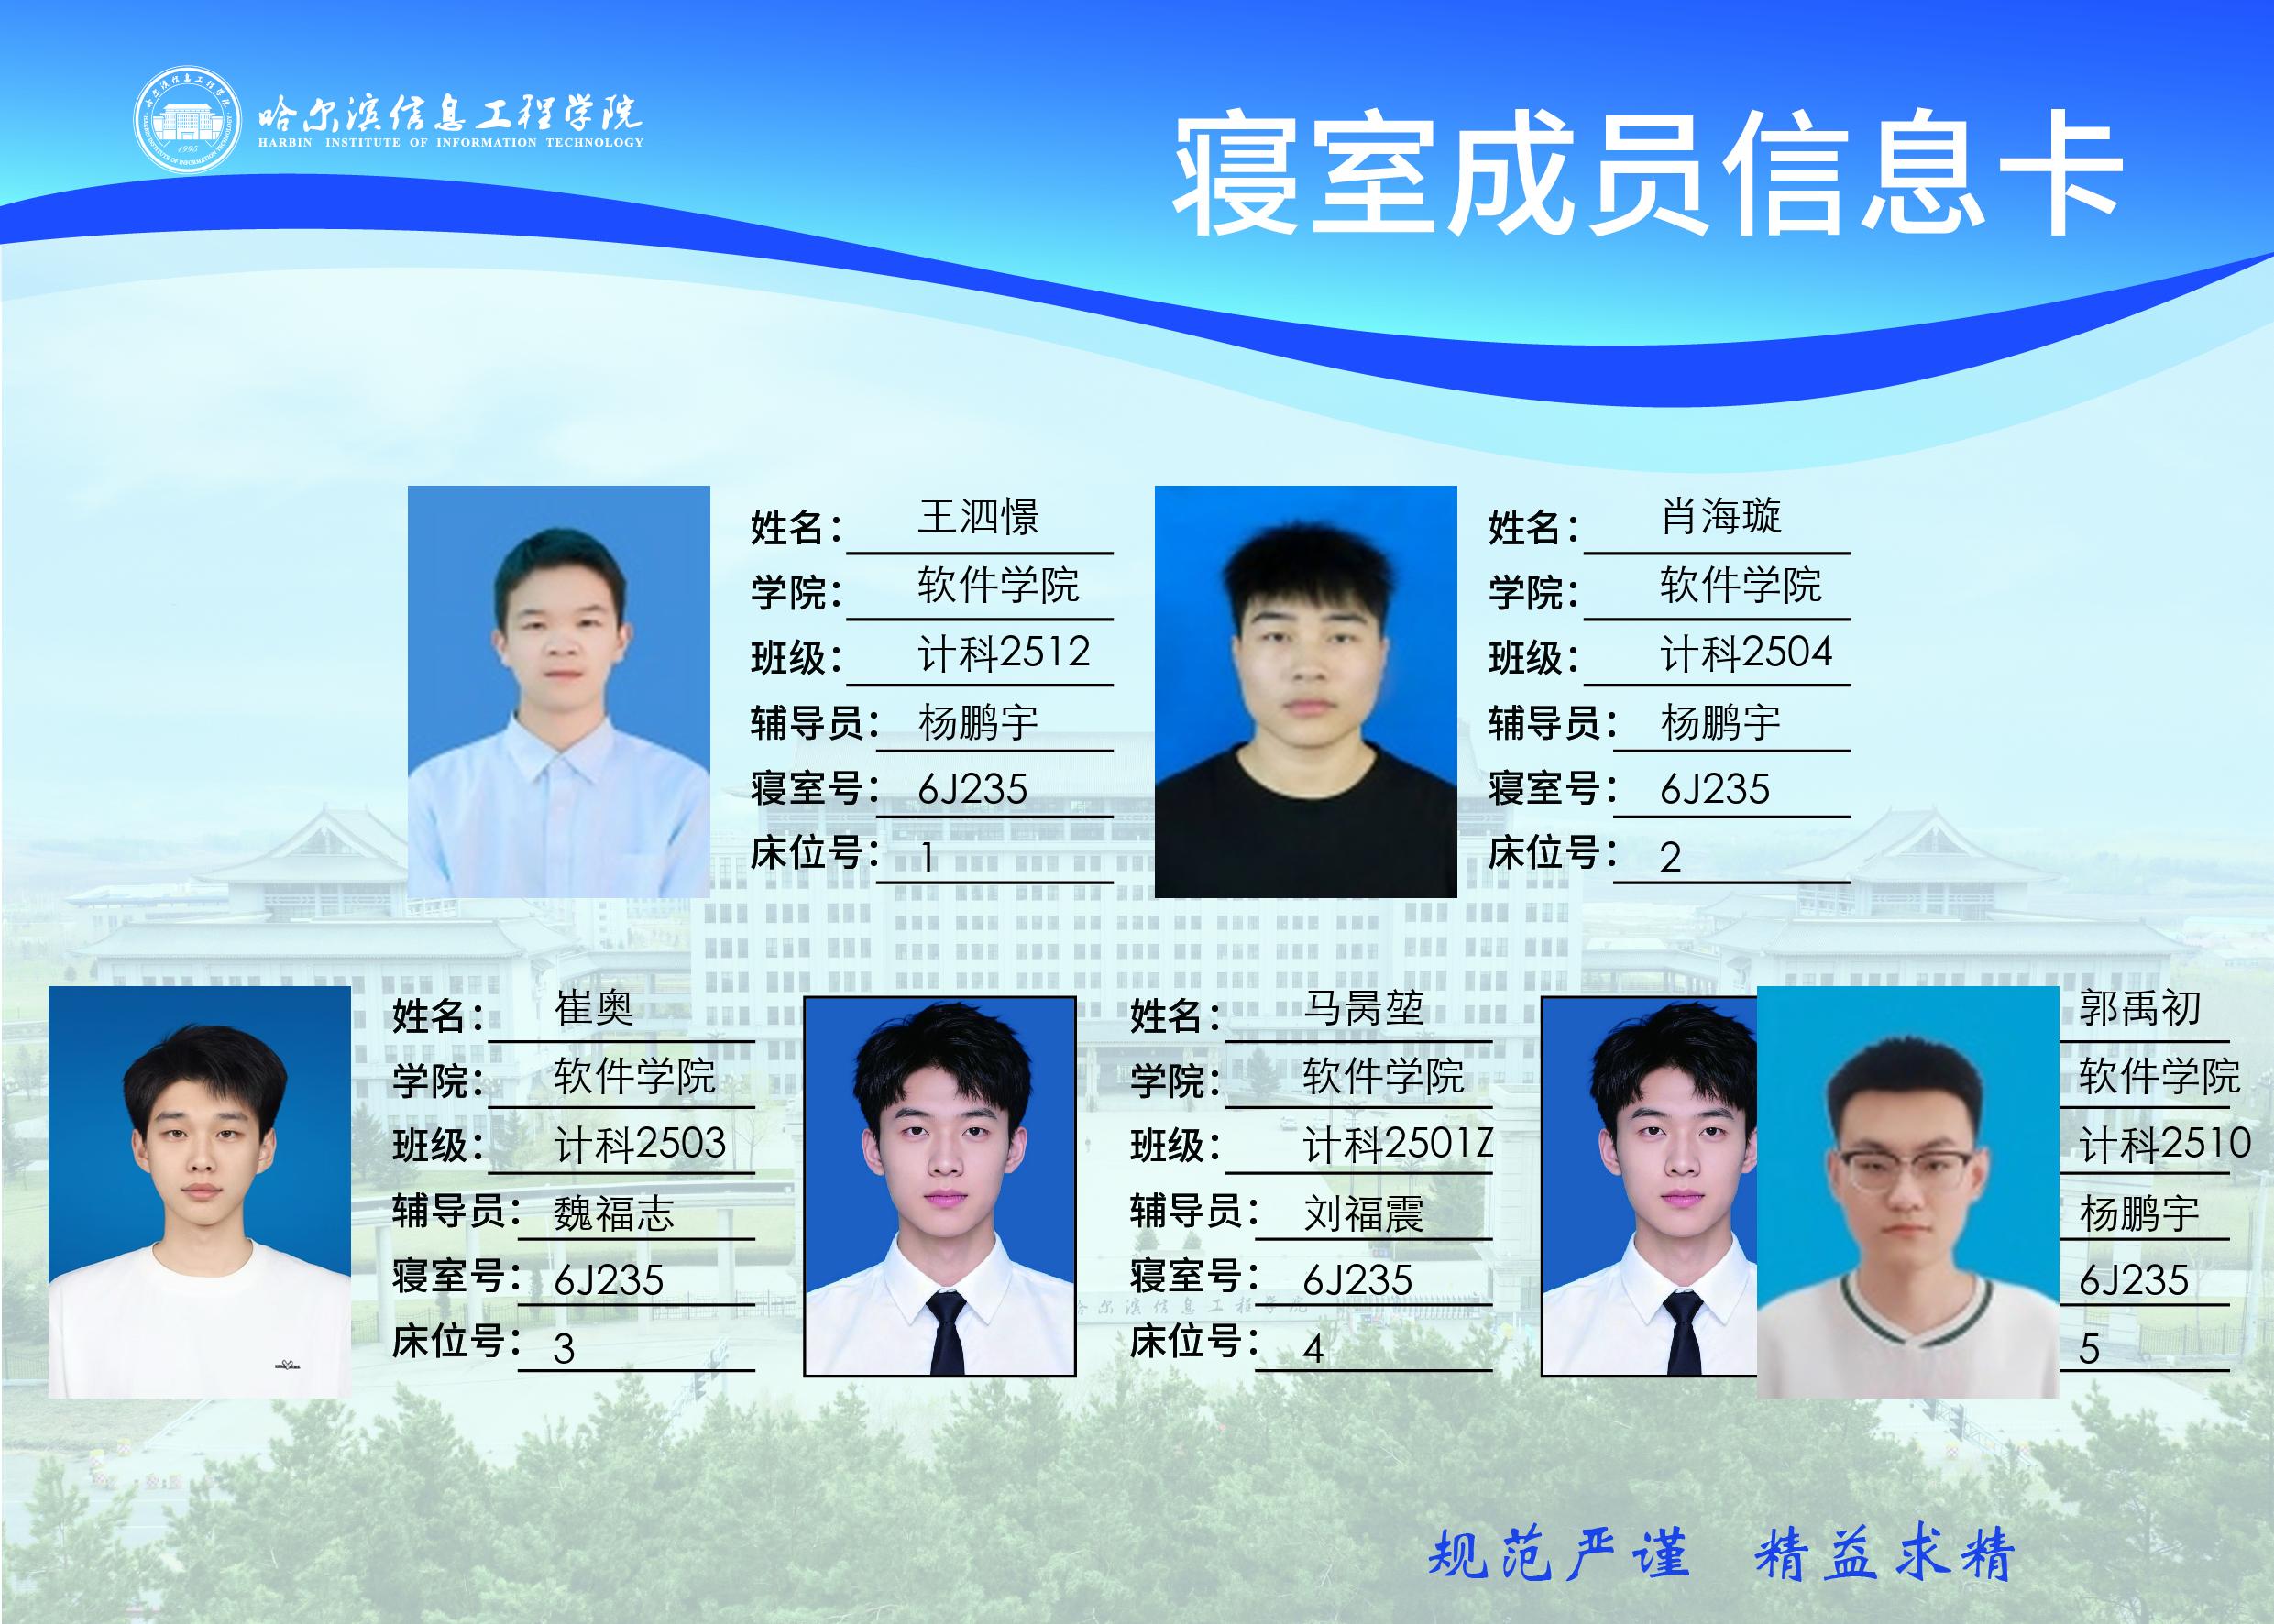 哈尔滨信息工程学院
HARBIN INSTITUTE OF INFORMATION TECHNOLOGY
1995
寝室成员信息卡
姓名： 王泗憬
学院： 软件学院
班级： 计科2512
辅导员： 杨鹏宇
寝室号： 6J235
床位号： 1
姓名： 肖海璇
学院： 软件学院
班级： 计科2504
辅导员： 杨鹏宇
寝室号： 6J235
床位号： 2
姓名： 崔奥
学院： 软件学院
班级： 计科2503
辅导员： 魏福志
寝室号： 6J235
床位号： 3
姓名： 马昺堃
学院： 软件学院
班级： 计科2501Z
辅导员： 刘福震
寝室号： 6J235
床位号： 4
郭禹初
软件学院
计科2510
杨鹏宇
6J235
5
哈尔滨信息工程学院
规范严谨 精益求精